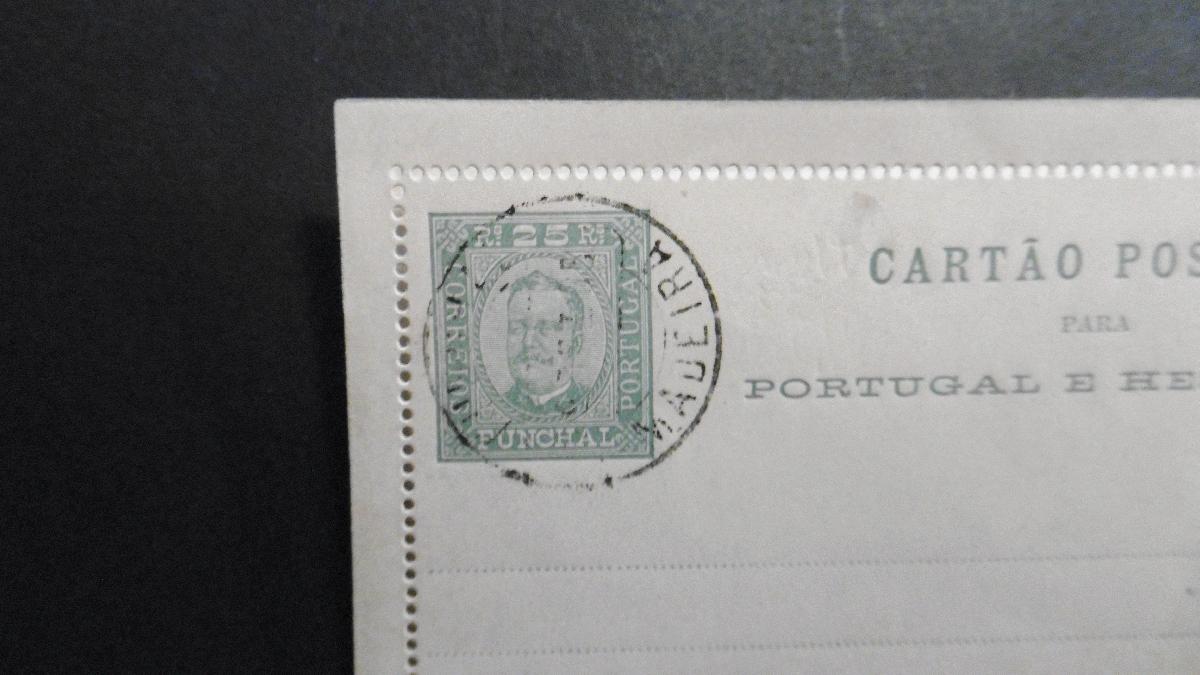 Rs 25 Rs
CORREIO
PORTUGAL
FUNCHAL
MADEIRA
CARTÃO POS
PARA
PORTUGAL E HE